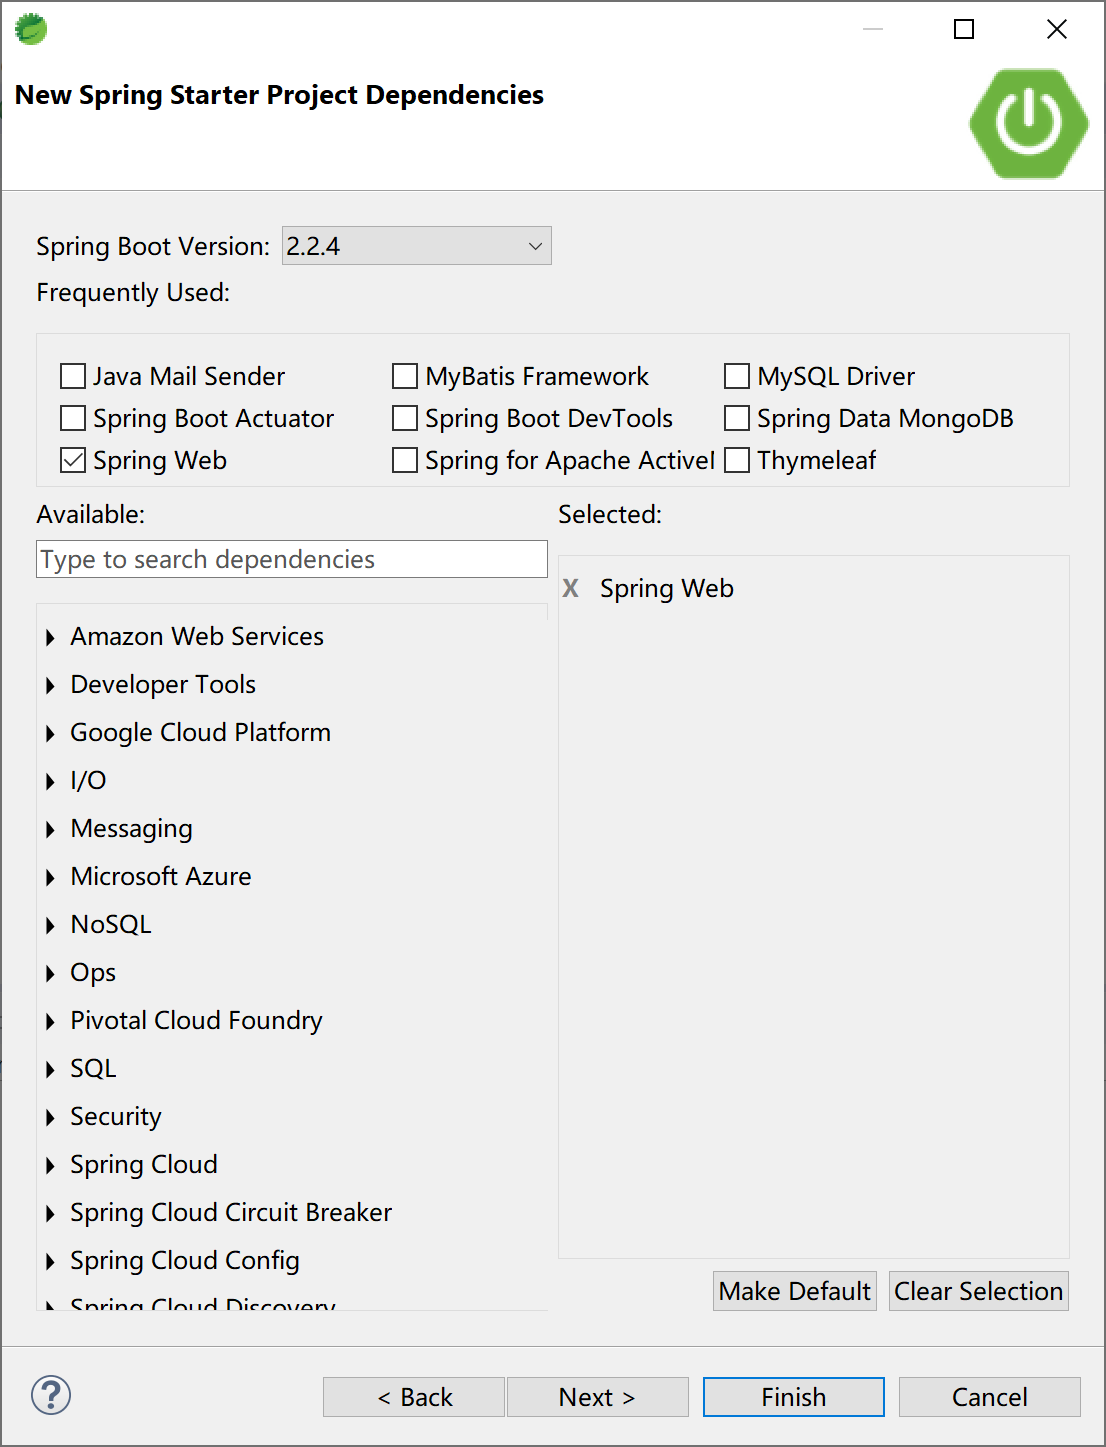 New Spring Starter Project Dependencies
Spring Boot Version: 2.2.4
Frequently Used:
Java Mail Sender MyBatis Framework MySQL Driver
Spring Boot Actuator Spring Boot DevTools Spring Data MongoDB
Spring Web Spring for Apache Thymeleaf
Available: Selected:
Type to search dependencies
X Spring Web
Amazon Web Services
Developer Tools
Google Cloud Platform
I/O
Messaging
Microsoft Azure
NoSQL
Ops
Pivotal Cloud Foundry
SQL
Security
Spring Cloud
Spring Cloud Circuit Breaker
Spring Cloud Config
Spring Cloud Discovery
Make Default Clear Selection
? < Back Next > Finish Cancel